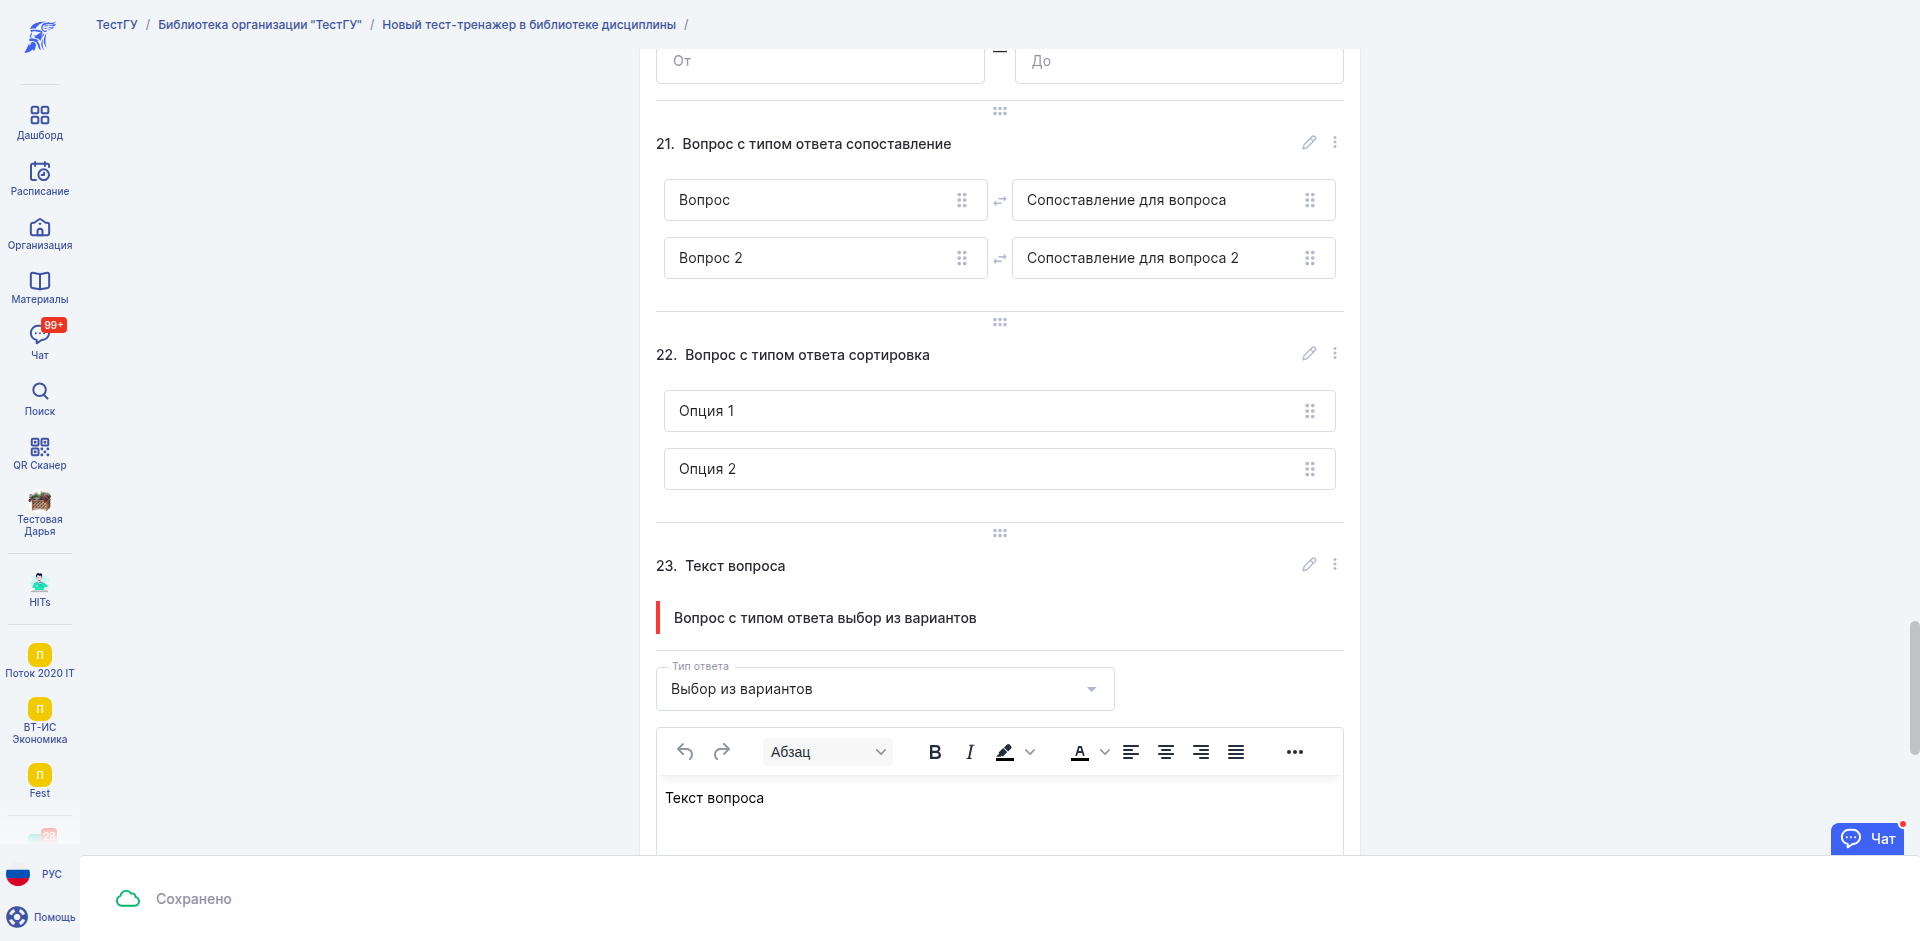 ТестГУ / Библиотека организации "ТестГУ" / Новый тест-тренажер в библиотеке дисциплины /
Дашборд
Расписание
Организация
Материалы
99+
Чат
Поиск
QR Сканер
Тестовая
Дарья
HITs
П
Поток 2020 IT
П
ВТ-ИС
Экономика
П
Fest
28
РУС
Помощь
От — До
21. Вопрос с типом ответа сопоставление
Вопрос
Сопоставление для вопроса
Вопрос 2
Сопоставление для вопроса 2
22. Вопрос с типом ответа сортировка
Опция 1
Опция 2
23. Текст вопроса
Вопрос с типом ответа выбор из вариантов
Тип ответа
Выбор из вариантов
Абзац B I A
Текст вопроса
Чат
Сохранено